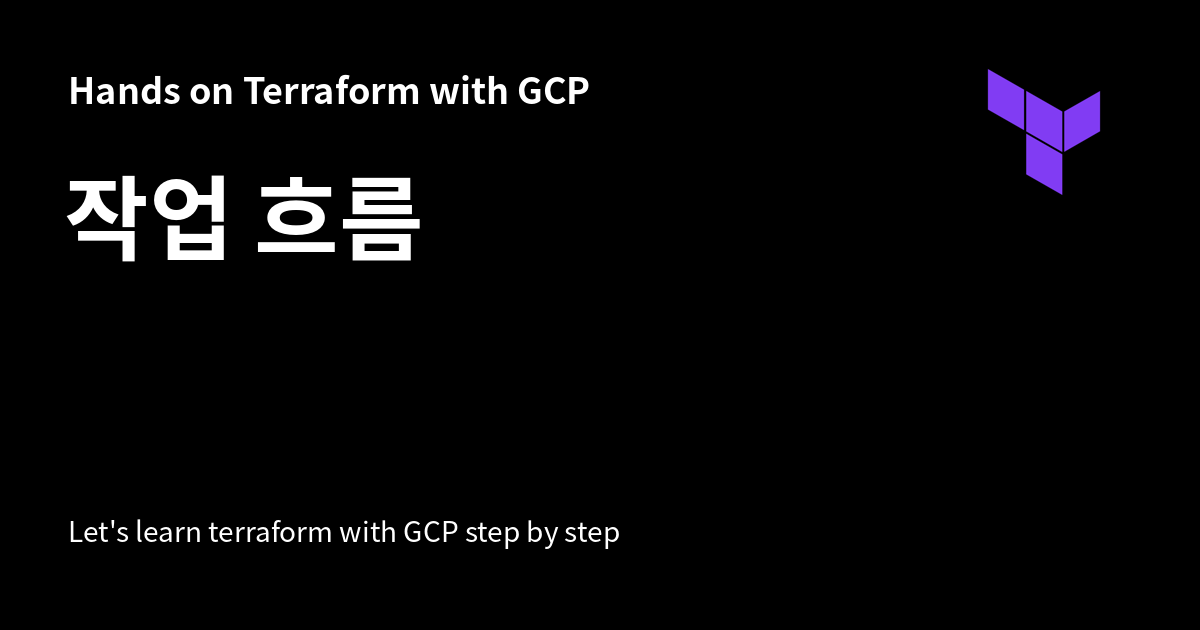 Hands on Terraform with GCP
작업 흐름
Let's learn terraform with GCP step by step